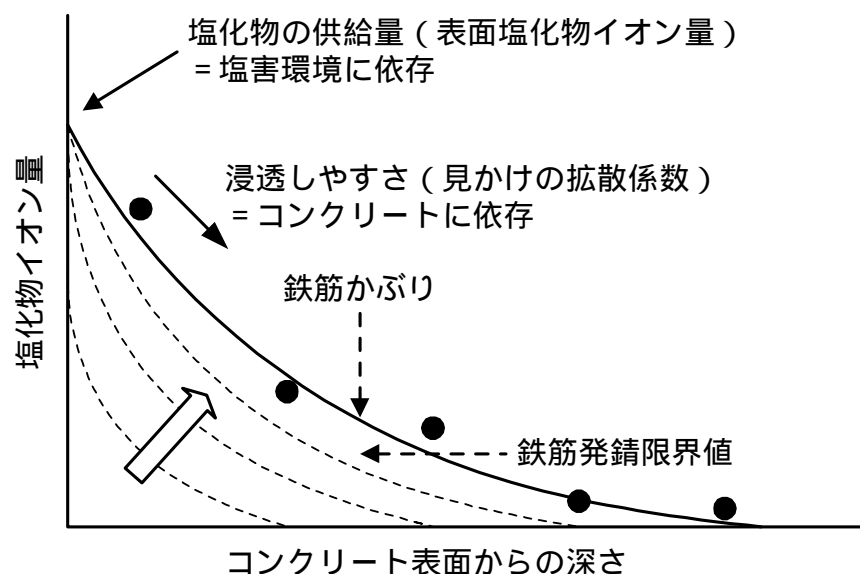 塩化物の供給量（表面塩化物イオン量）
＝塩害環境に依存
浸透しやすさ（見かけの拡散係数）
＝コンクリートに依存
鉄筋かぶり
塩化物イオン量
鉄筋発錆限界値
コンクリート表面からの深さ